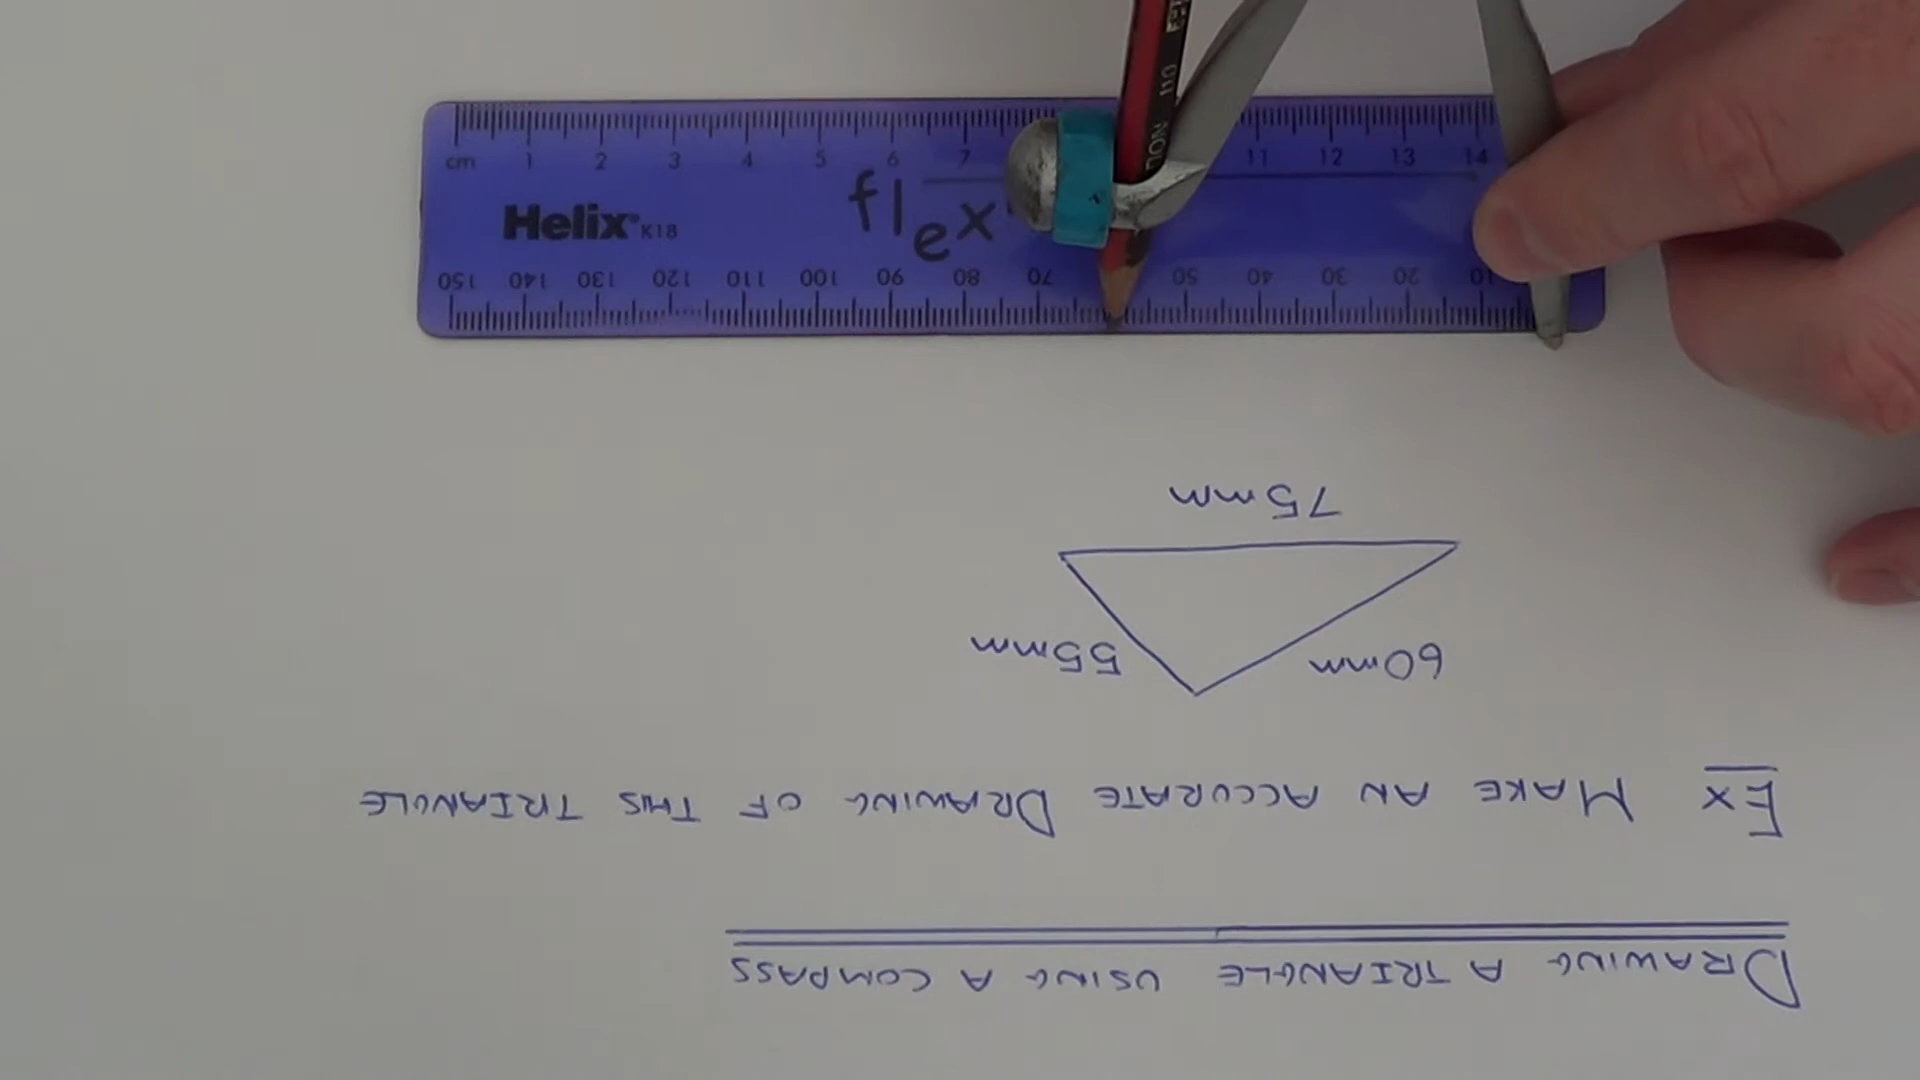 DRAWING A TRIANGLE USING A COMPASS
EX MAKE AN ACCURATE DRAWING OF THIS TRIANGLE
60mm 55mm
75mm
10 20 30 40 50 70 80 90 100 110 120 130 140 150
Helix K18 flex
cm 1 2 3 4 5 6 7 11 12 13 14
110